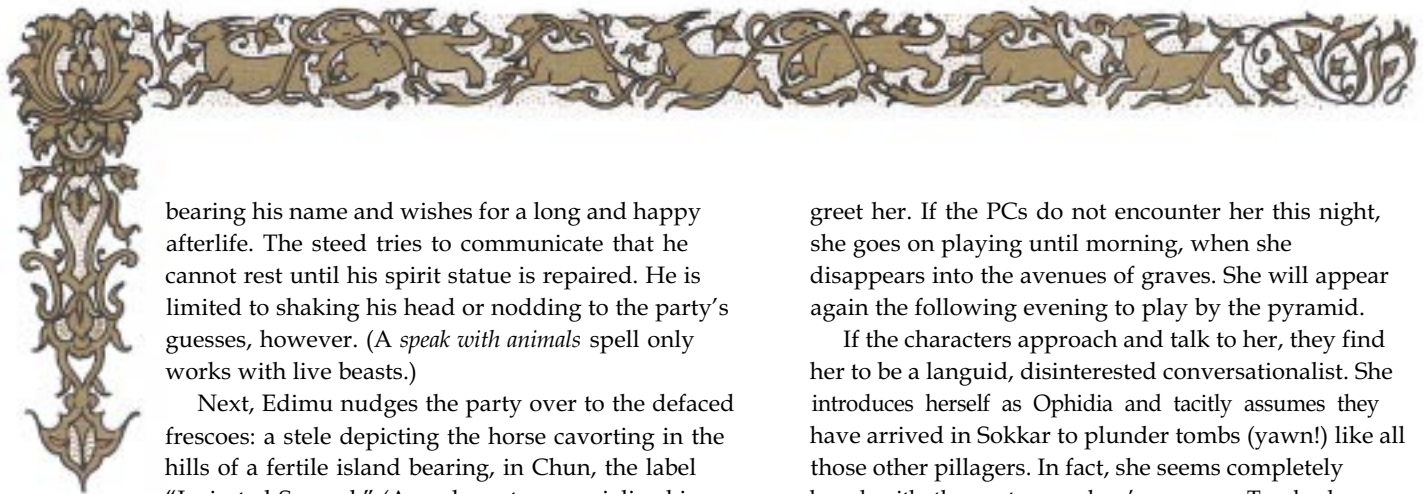 bearing his name and wishes for a long and happy
afterlife. The steed tries to communicate that he
cannot rest until his spirit statue is repaired. He is
limited to shaking his head or nodding to the party’s
guesses, however. (A speak with animals spell only
works with live beasts.)
Next, Edimu nudges the party over to the defaced
frescoes: a stele depicting the horse cavorting in the
hills of a fertile island bearing, in Chun, the label
greet her. If the PCs do not encounter her this night,
she goes on playing until morning, when she
disappears into the avenues of graves. She will appear
again the following evening to play by the pyramid.
If the characters approach and talk to her, they find
her to be a languid, disinterested conversationalist. She
introduces herself as Ophidia and tacitly assumes they
have arrived in Sokkar to plunder tombs (yawn!) like all
those other pillagers. In fact, she seems completely